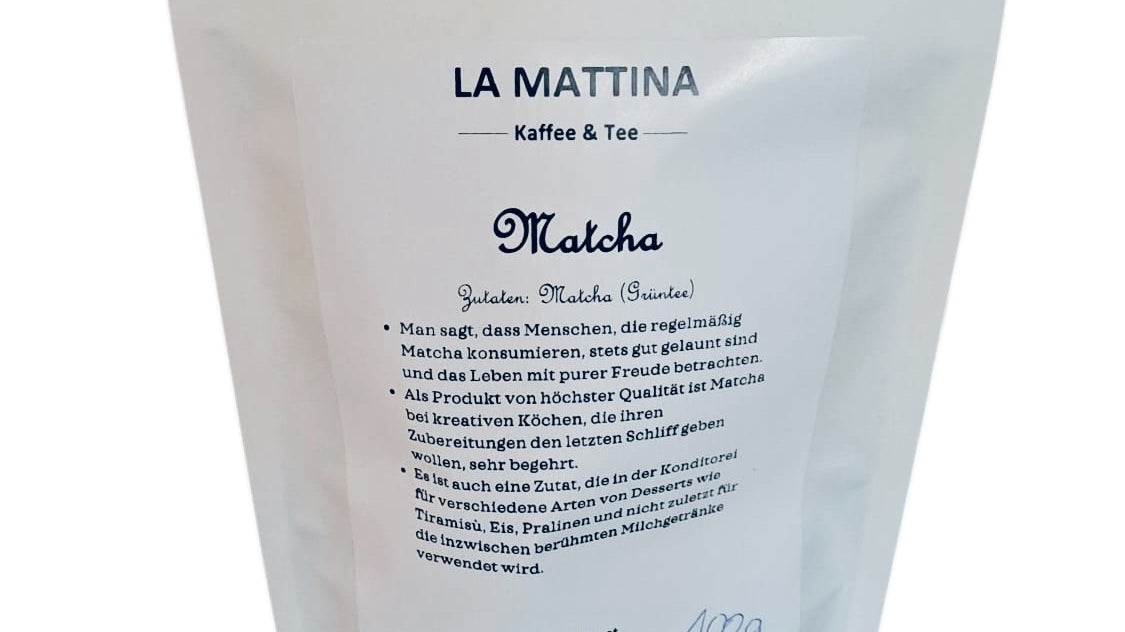 LA MATTINA
Kaffee & Tee
Matcha
Zutaten: Matcha (Grüntee)
• Man sagt, dass Menschen, die regelmäßig
Matcha konsumieren, stets gut gelaunt sind
und das Leben mit purer Freude betrachten.
• Als Produkt von höchster Qualität ist Matcha
bei kreativen Köchen, die ihren
Zubereitungen den letzten Schliff geben
wollen, sehr begehrt.
• Es ist auch eine Zutat, die in der Konditorei
für verschiedene Arten von Desserts wie
Tiramisù, Eis, Pralinen und nicht zuletzt für
die inzwischen berühmten Milchgetränke
verwendet wird.
100g